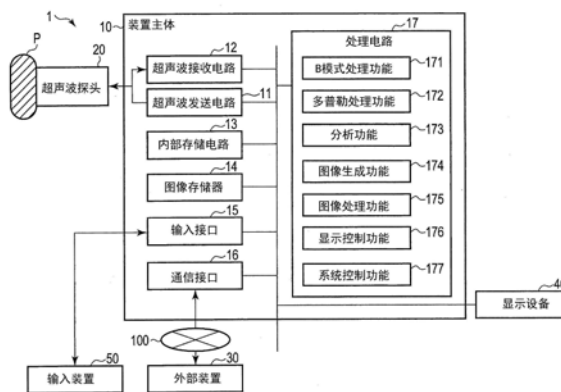 1
10
装置主体
17
P
20
12
处理电路
超声波探头
超声波接收电路
B模式处理功能
171
11
超声波发送电路
多普勒处理功能
172
13
内部存储电路
分析功能
173
14
图像存储器
图像生成功能
174
15
输入接口
图像处理功能
175
16
显示控制功能
176
通信接口
系统控制功能
177
40
显示设备
100
50
30
输入装置
外部装置